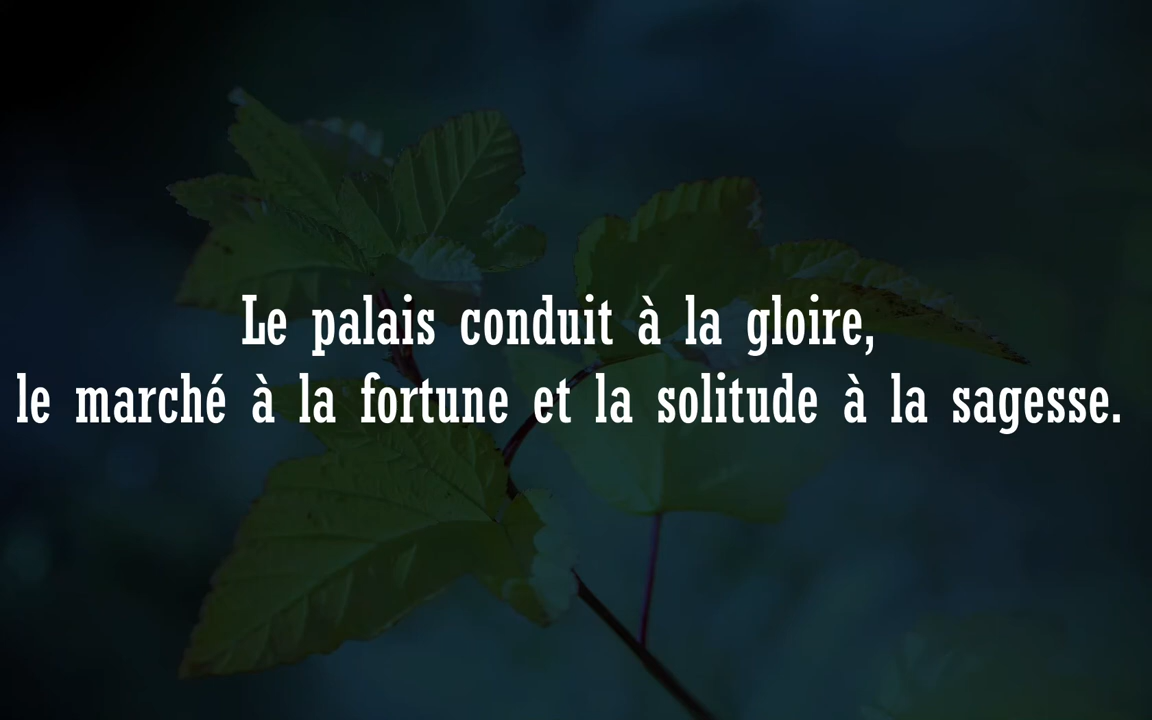 Le palais conduit à la gloire,
le marché à la fortune et la solitude à la sagesse.